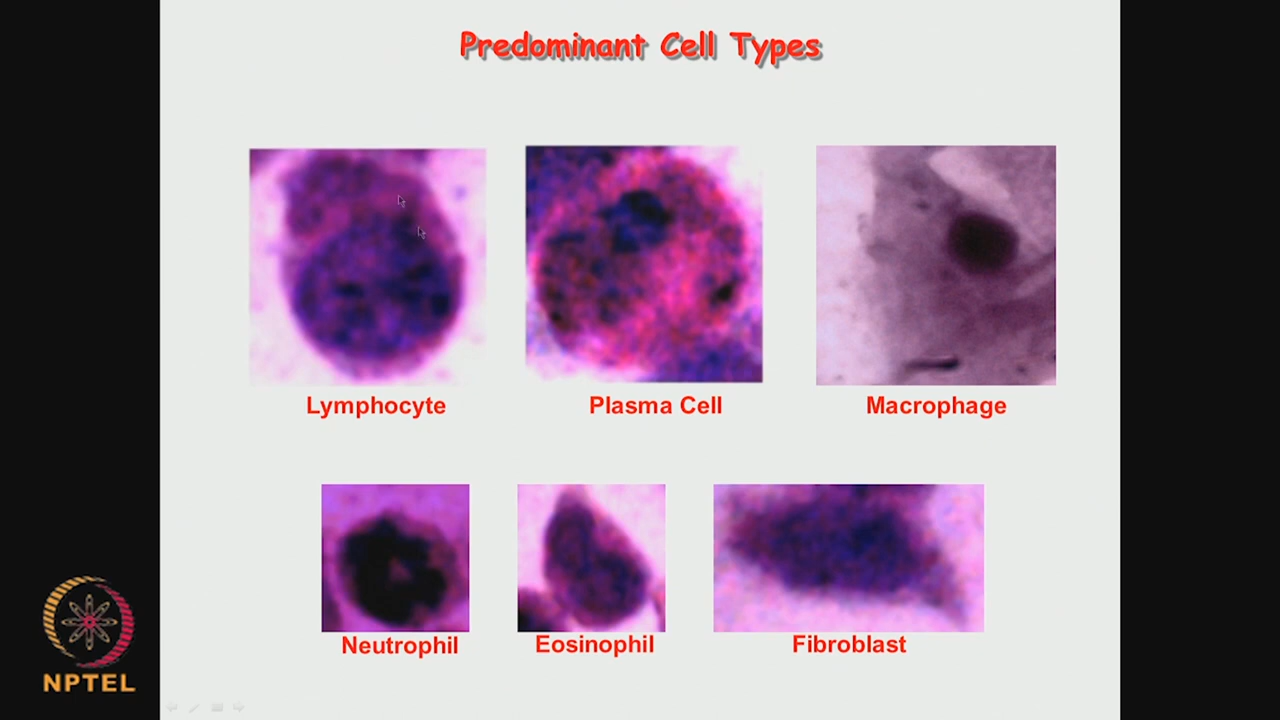 Predominant Cell Types
Lymphocyte
Plasma Cell
Macrophage
Neutrophil
Eosinophil
Fibroblast
NPTEL